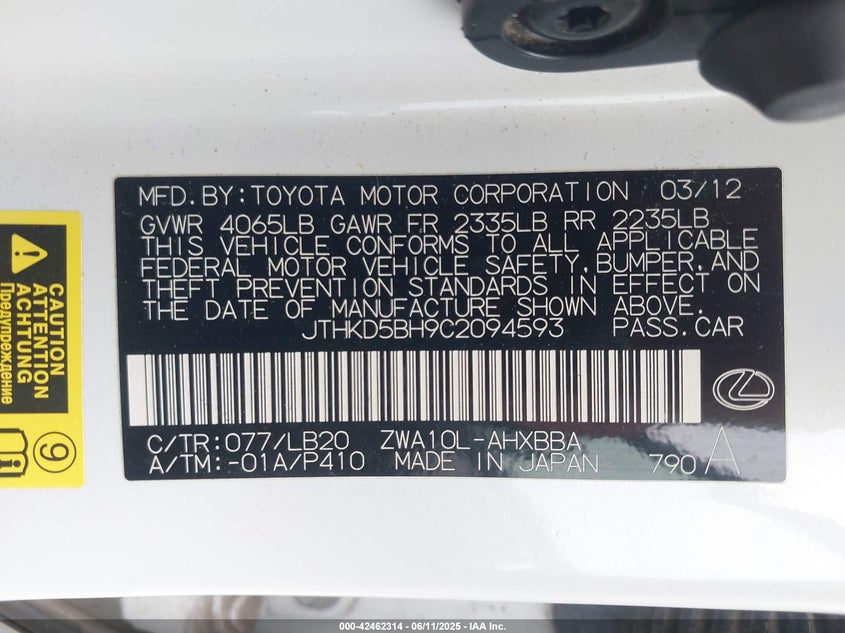 MFD. BY: TOYOTA MOTOR CORPORATION 03/12
GVWR 4065LB GAWR FR 2335LB RR 2235LB
THIS VEHICLE CONFORMS TO ALL APPLICABLE
FEDERAL MOTOR VEHICLE SAFETY, BUMPER, AND
THEFT PREVENTION STANDARDS IN EFFECT ON
THE DATE OF MANUFACTURE SHOWN ABOVE.
JTHKD5BH9C2094593 PASS. CAR
C/TR: 077/LB20 ZWA10L-AHXBBA
A/TM: -01A/P410 MADE IN JAPAN 790 A
CAUTION
ATTENTION
ACHTUNG
Предупреждение
9
000-42462314 - 06/11/2025 - IAA Inc.